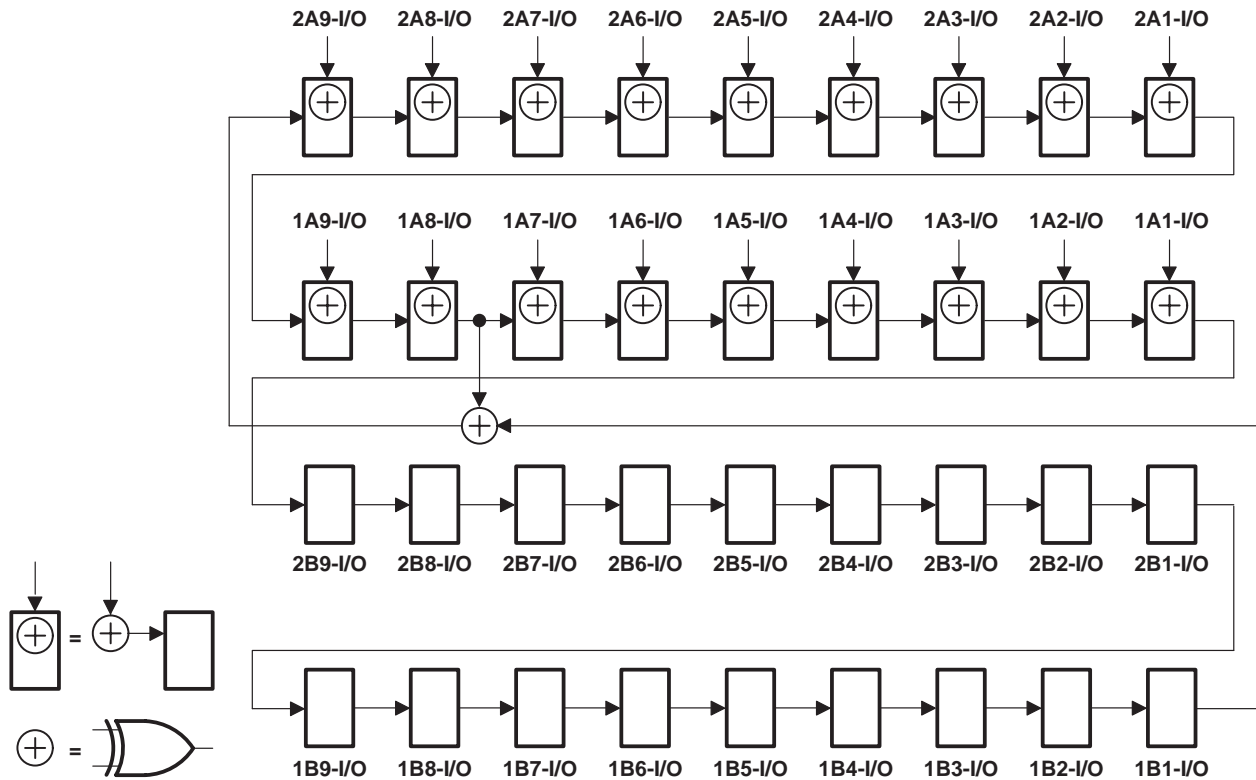 2A9-I/O 2A8-I/O 2A7-I/O 2A6-I/O 2A5-I/O 2A4-I/O 2A3-I/O 2A2-I/O 2A1-I/O
1A9-I/O 1A8-I/O 1A7-I/O 1A6-I/O 1A5-I/O 1A4-I/O 1A3-I/O 1A2-I/O 1A1-I/O
2B9-I/O 2B8-I/O 2B7-I/O 2B6-I/O 2B5-I/O 2B4-I/O 2B3-I/O 2B2-I/O 2B1-I/O
=
=
1B9-I/O 1B8-I/O 1B7-I/O 1B6-I/O 1B5-I/O 1B4-I/O 1B3-I/O 1B2-I/O 1B1-I/O